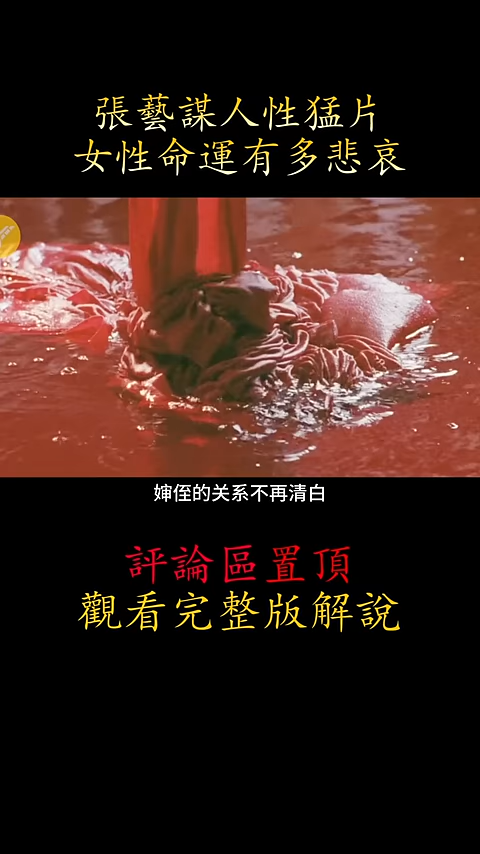 張藝謀人性猛片
女性命運有多悲哀
婶侄的关系不再清白
評論區置頂
觀看完整版解說